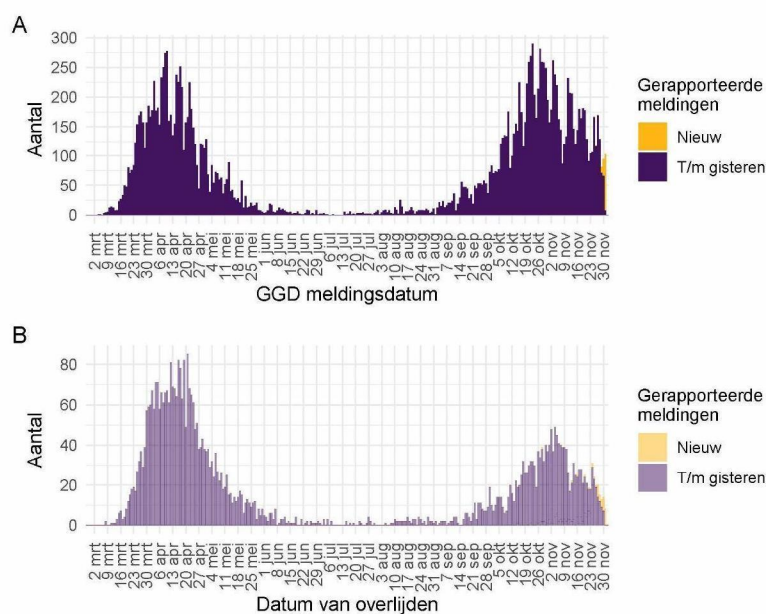 A
300
250
200
150
100
50
0
Aantal
2 mrt
9 mrt
16 mrt
23 mrt
30 mrt
6 apr
13 apr
20 apr
27 apr
4 mei
11 mei
18 mei
25 mei
1 jun
8 jun
15 jun
22 jun
29 jun
6 jul
13 jul
20 jul
27 jul
3 aug
10 aug
17 aug
24 aug
31 aug
7 sep
14 sep
21 sep
28 sep
5 okt
12 okt
19 okt
26 okt
2 nov
9 nov
16 nov
23 nov
30 nov
GGD meldingsdatum
Gerapporteerde
meldingen
Nieuw
T/m gisteren
B
80
60
40
20
0
Aantal
2 mrt
9 mrt
16 mrt
23 mrt
30 mrt
6 apr
13 apr
20 apr
27 apr
4 mei
11 mei
18 mei
25 mei
1 jun
8 jun
15 jun
22 jun
29 jun
6 jul
13 jul
20 jul
27 jul
3 aug
10 aug
17 aug
24 aug
31 aug
7 sep
14 sep
21 sep
28 sep
5 okt
12 okt
19 okt
26 okt
2 nov
9 nov
16 nov
23 nov
30 nov
Datum van overlijden
Gerapporteerde
meldingen
Nieuw
T/m gisteren